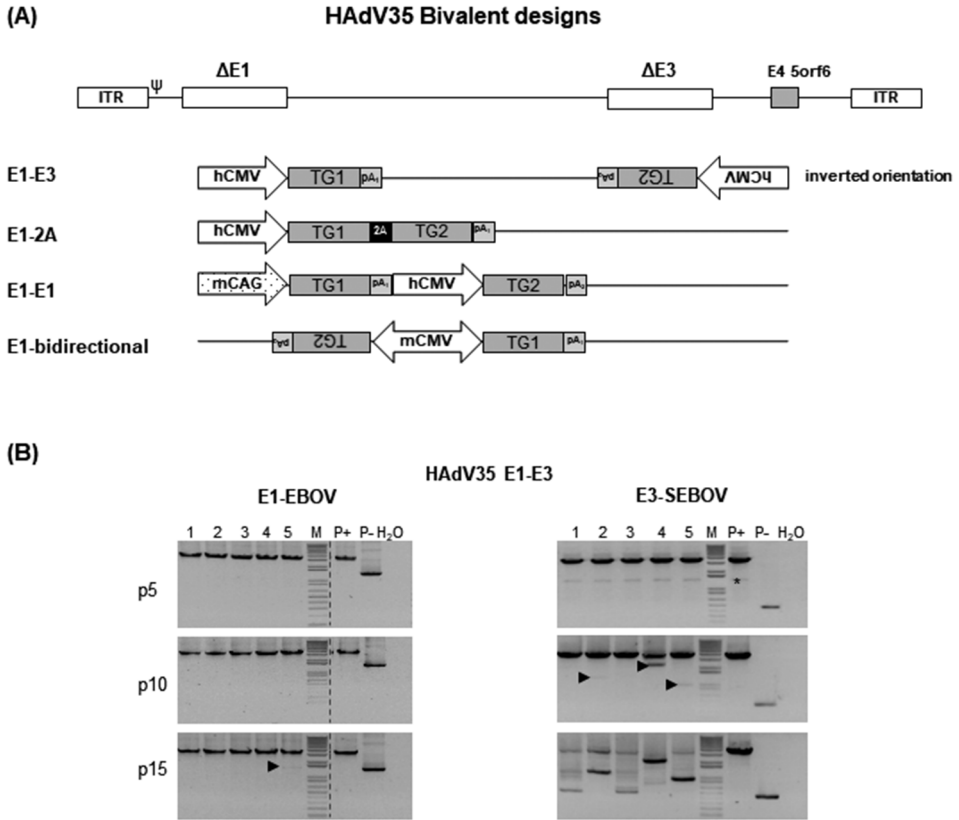 (A)
HAdV35 Bivalent designs
ΔE1 ΔE3 E4 5orf6
ψ
ITR ITR
E1-E3 hCMV TG1 pA₁ pA₂ TG2 hCMV inverted orientation
E1-2A hCMV TG1 2A TG2 pA₁
E1-E1 mCAG TG1 pA₁ hCMV TG2 pA₂
E1-bidirectional pA₂ TG2 mCMV TG1 pA₁
(B)
HAdV35 E1-E3
E1-EBOV E3-SEBOV
1 2 3 4 5 M P+ P- H₂O 1 2 3 4 5 M P+ P- H₂O
p5 *
p10
p15